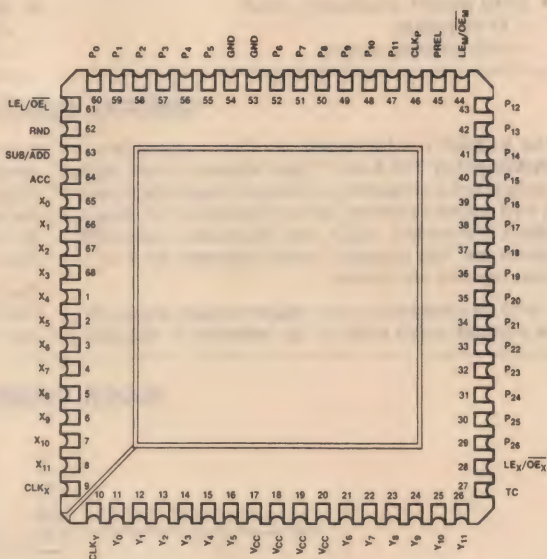 P0 P1 P2 P3 P4 P5 GND GND P6 P7 P8 P9 P10 P11 CLKP PREL LEM/OEM
60 59 58 57 56 55 54 53 52 51 50 49 48 47 46 45 44
LEL/OEL 61 43 P12
RND 62 42 P13
SUB/ADD 63 41 P14
ACC 64 40 P15
X0 65 39 P16
X1 66 38 P17
X2 67 37 P18
X3 68 36 P19
X4 1 35 P20
X5 2 34 P21
X6 3 33 P22
X7 4 32 P23
X8 5 31 P24
X9 6 30 P25
X10 7 29 P26
X11 8 28 LEX/OEX
CLKX 9 27 TC
10 11 12 13 14 15 16 17 18 19 20 21 22 23 24 25 26
CLKY Y0 Y1 Y2 Y3 Y4 Y5 VCC VCC VCC VCC Y6 Y7 Y8 Y9 Y10 Y11